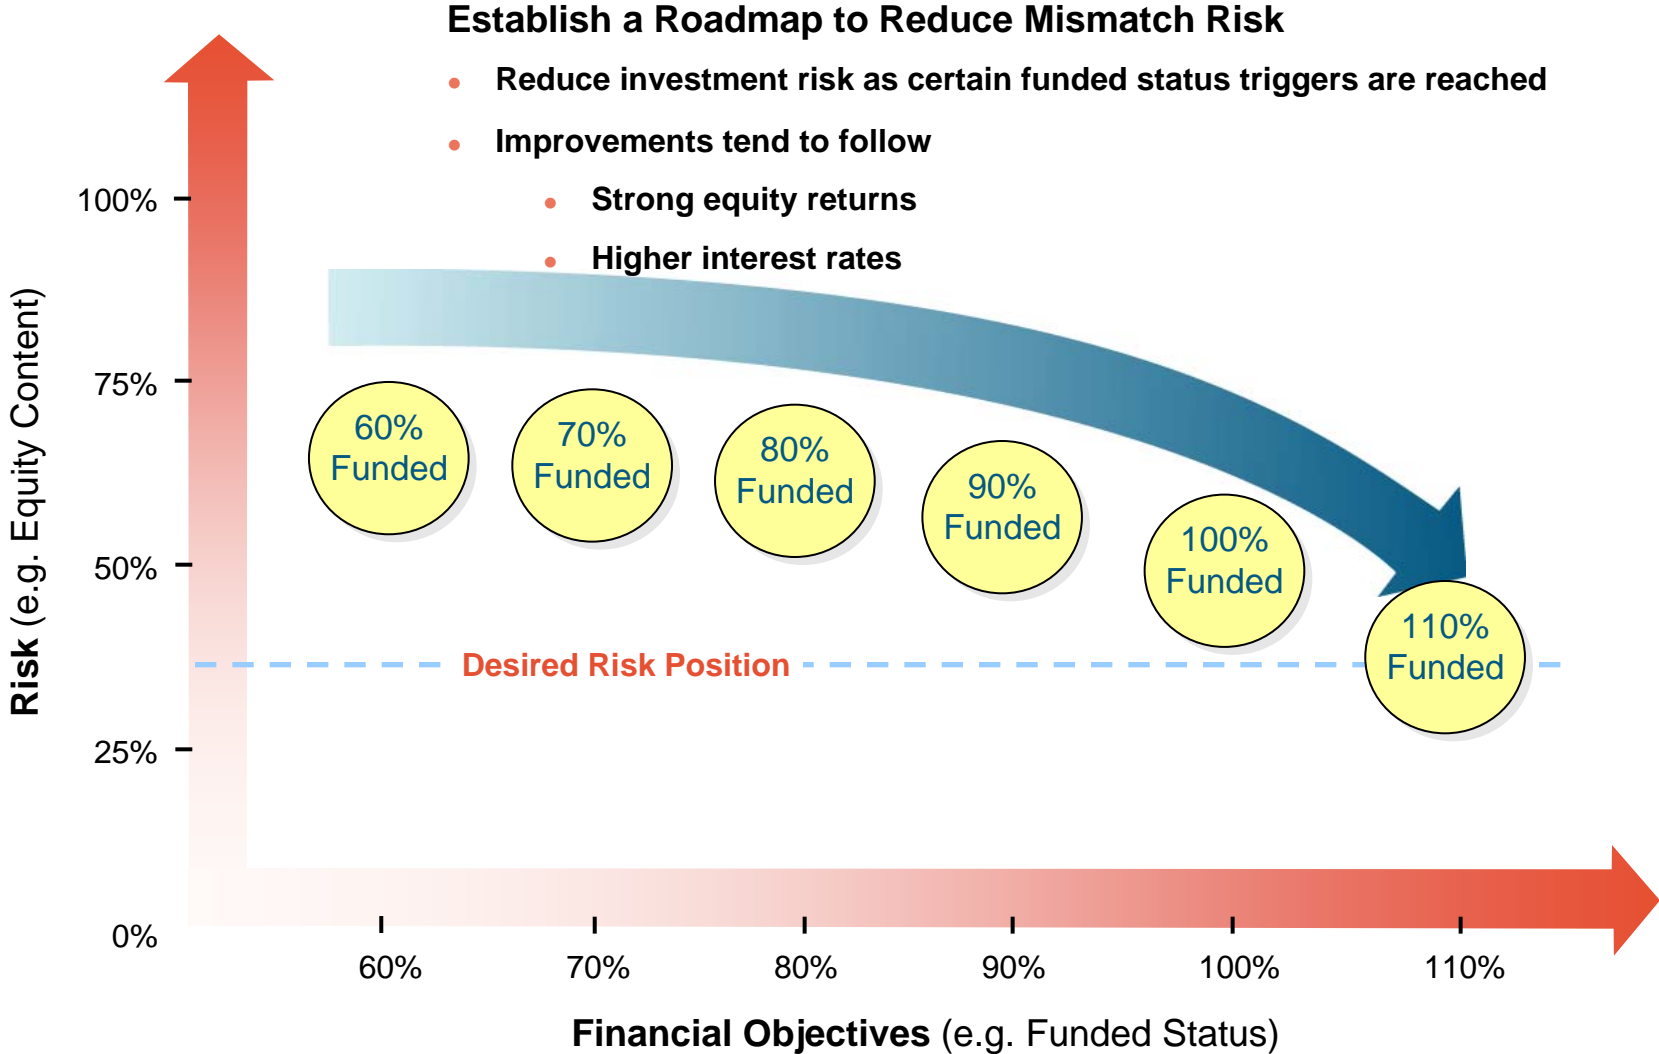 Establish a Roadmap to Reduce Mismatch Risk
• Reduce investment risk as certain funded status triggers are reached
• Improvements tend to follow
• Strong equity returns
• Higher interest rates
Risk (e.g. Equity Content)
100%
75%
50%
25%
0%
60%
Funded
70%
Funded
80%
Funded
90%
Funded
100%
Funded
110%
Funded
Desired Risk Position
60% 70% 80% 90% 100% 110%
Financial Objectives (e.g. Funded Status)